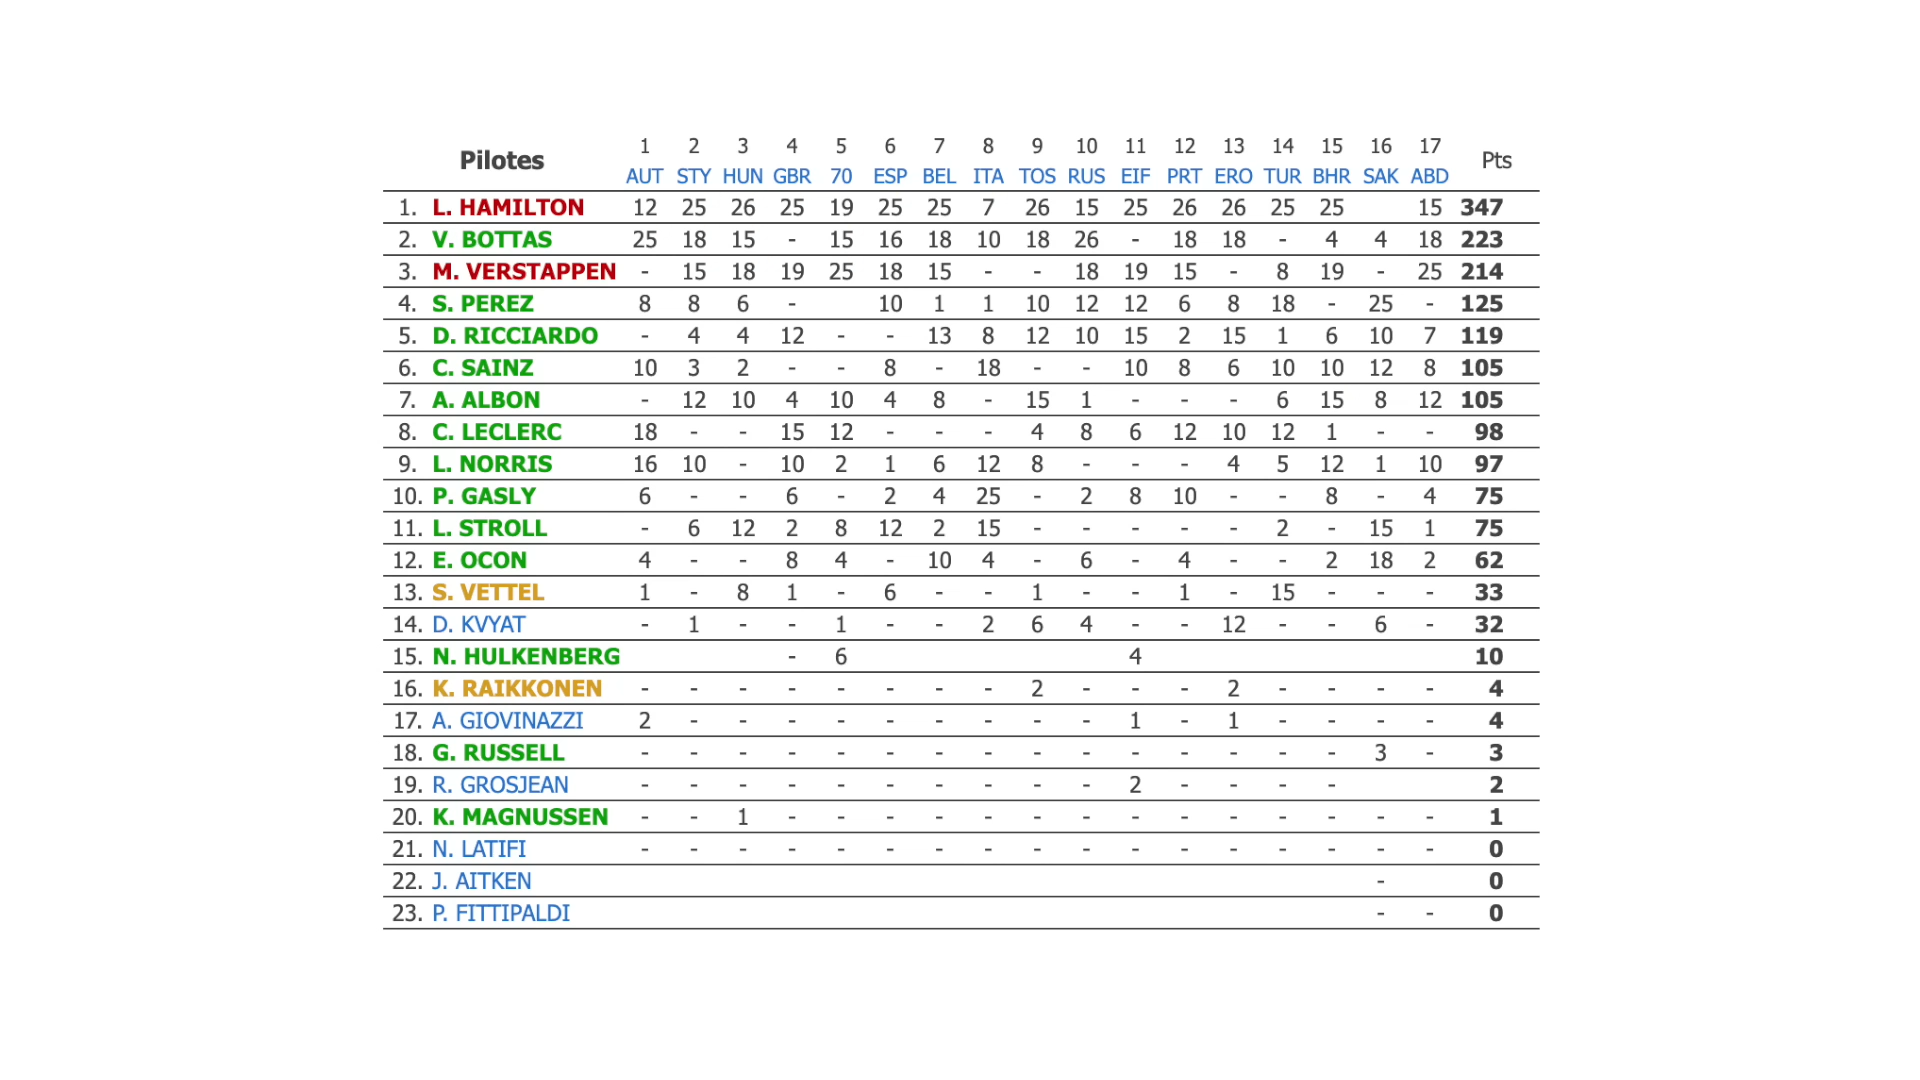 Pilotes 1 2 3 4 5 6 7 8 9 10 11 12 13 14 15 16 17 Pts
AUT STY HUN GBR 70 ESP BEL ITA TOS RUS EIF PRT ERO TUR BHR SAK ABD
1. L. HAMILTON 12 25 26 25 19 25 25 7 26 15 25 26 26 25 25 15 347
2. V. BOTTAS 25 18 15 - 15 16 18 10 18 26 - 18 18 - 4 4 18 223
3. M. VERSTAPPEN - 15 18 19 25 18 15 - - 18 19 15 - 8 19 - 25 214
4. S. PEREZ 8 8 6 - 10 1 1 10 12 12 6 8 18 - 25 - 125
5. D. RICCIARDO - 4 4 12 - - 13 8 12 10 15 2 15 1 6 10 7 119
6. C. SAINZ 10 3 2 - - 8 - 18 - - 10 8 6 10 10 12 8 105
7. A. ALBON - 12 10 4 10 4 8 - 15 1 - - - 6 15 8 12 105
8. C. LECLERC 18 - - 15 12 - - - 4 8 6 12 10 12 1 - - 98
9. L. NORRIS 16 10 - 10 2 1 6 12 8 - - - 4 5 12 1 10 97
10. P. GASLY 6 - - 6 - 2 4 25 - 2 8 10 - - 8 - 4 75
11. L. STROLL - 6 12 2 8 12 2 15 - - - - - 2 - 15 1 75
12. E. OCON 4 - - 8 4 - 10 4 - 6 - 4 - - 2 18 2 62
13. S. VETTEL 1 - 8 1 - 6 - - 1 - - 1 - 15 - - - 33
14. D. KVYAT - 1 - - 1 - - 2 6 4 - - 12 - - 6 - 32
15. N. HULKENBERG - 6 4 10
16. K. RAIKKONEN - - - - - - - - 2 - - - 2 - - - - 4
17. A. GIOVINAZZI 2 - - - - - - - - - 1 - 1 - - - - 4
18. G. RUSSELL - - - - - - - - - - - - - - - 3 - 3
19. R. GROSJEAN - - - - - - - - - - 2 - - - - 2
20. K. MAGNUSSEN - - 1 - - - - - - - - - - - - - - 1
21. N. LATIFI - - - - - - - - - - - - - - - - - 0
22. J. AITKEN - 0
23. P. FITTIPALDI - - 0